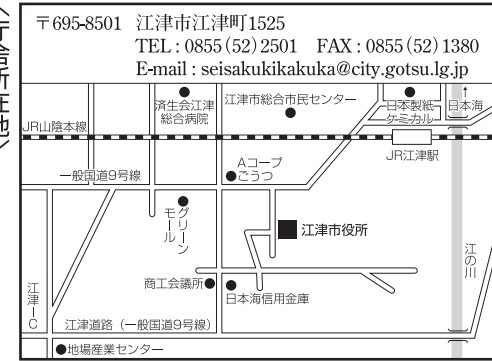 〈庁舎所在地〉
〒695-8501 江津市江津町1525
TEL : 0855(52)2501 FAX : 0855(52)1380
E-mail : seisakukikakuka@city.gotsu.lg.jp
済生会江津
総合病院
江津市総合市民センター
日本製紙
ケミカル
↑
日本海
JR山陰本線
JR江津駅
Aコープ
ごうつ
一般国道9号線
グリーン
モール
江津市役所
江の川
商工会議所
日本海信用金庫
江津IC
江津道路（一般国道9号線）
地場産業センター